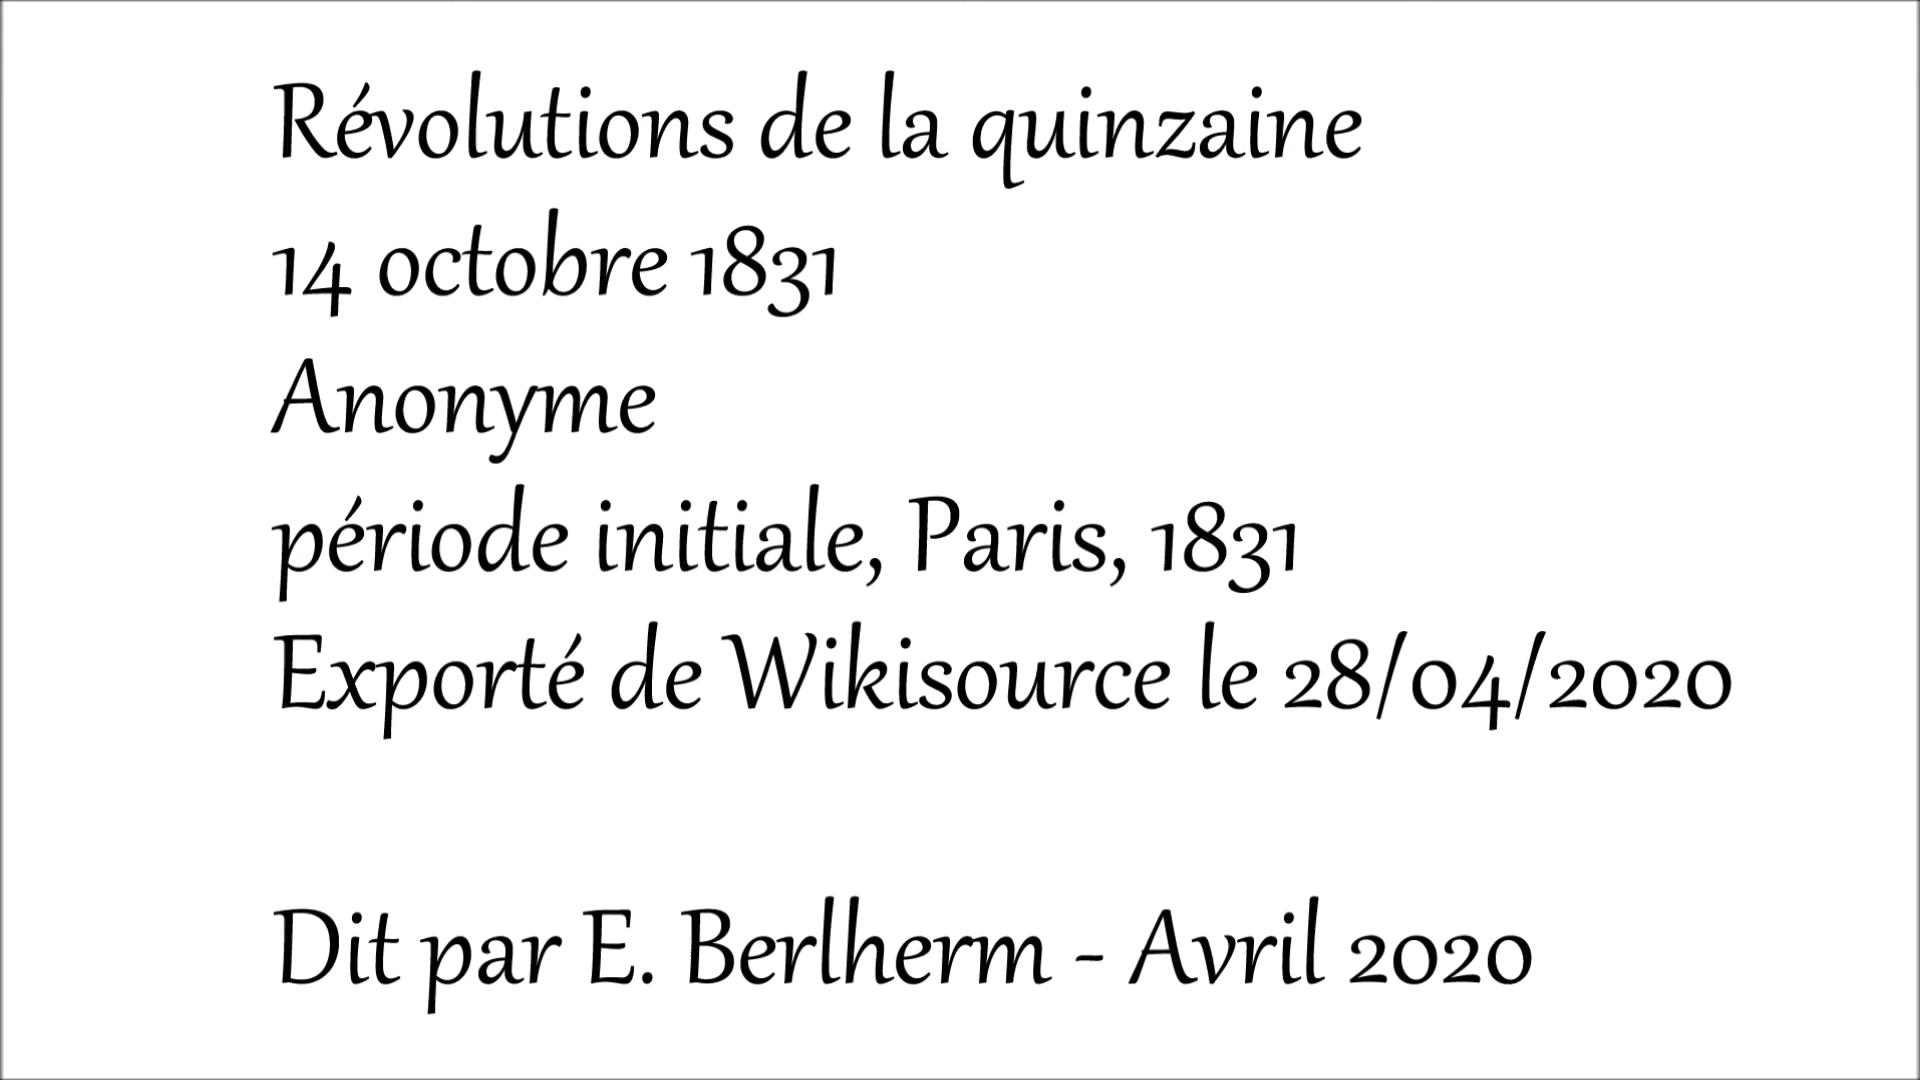 Révolutions de la quinzaine
14 octobre 1831
Anonyme
période initiale, Paris, 1831
Exporté de Wikisource le 28/04/2020
Dit par E. Berlherm - Avril 2020